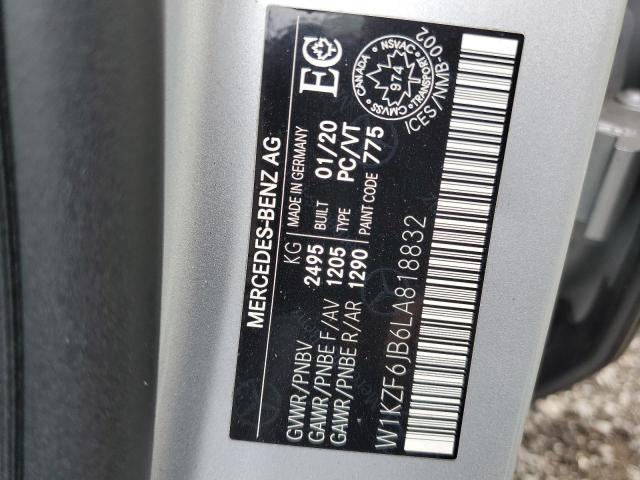 MERCEDES-BENZ AG
KG MADE IN GERMANY
GVWR/PNBV 2495 BUILT 01/20
GAWR/PNBE F/AV 1205 TYPE PC/VT
GAWR/PNBE R/AR 1290 PAINT CODE 775
W1KZF6JB6LA818832
EC
CANADA NSVAC
974
CMVSS TRANSPORT
ICES/NMB-002